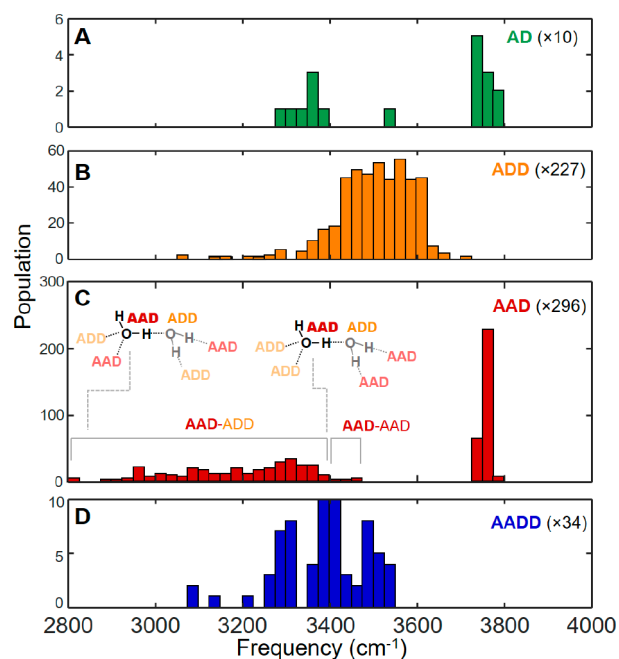 A
AD (×10)
6
4
2
0
B
ADD (×227)
60
40
20
0
Population
C
AAD (×296)
300
200
100
0
H AAD ADD
ADD O H O H AAD
AAD H ADD
H AAD ADD
ADD O H O H AAD
ADD H AAD
AAD-ADD
AAD-AAD
D
AADD (×34)
10
5
0
2800 3000 3200 3400 3600 3800 4000
Frequency (cm⁻¹)